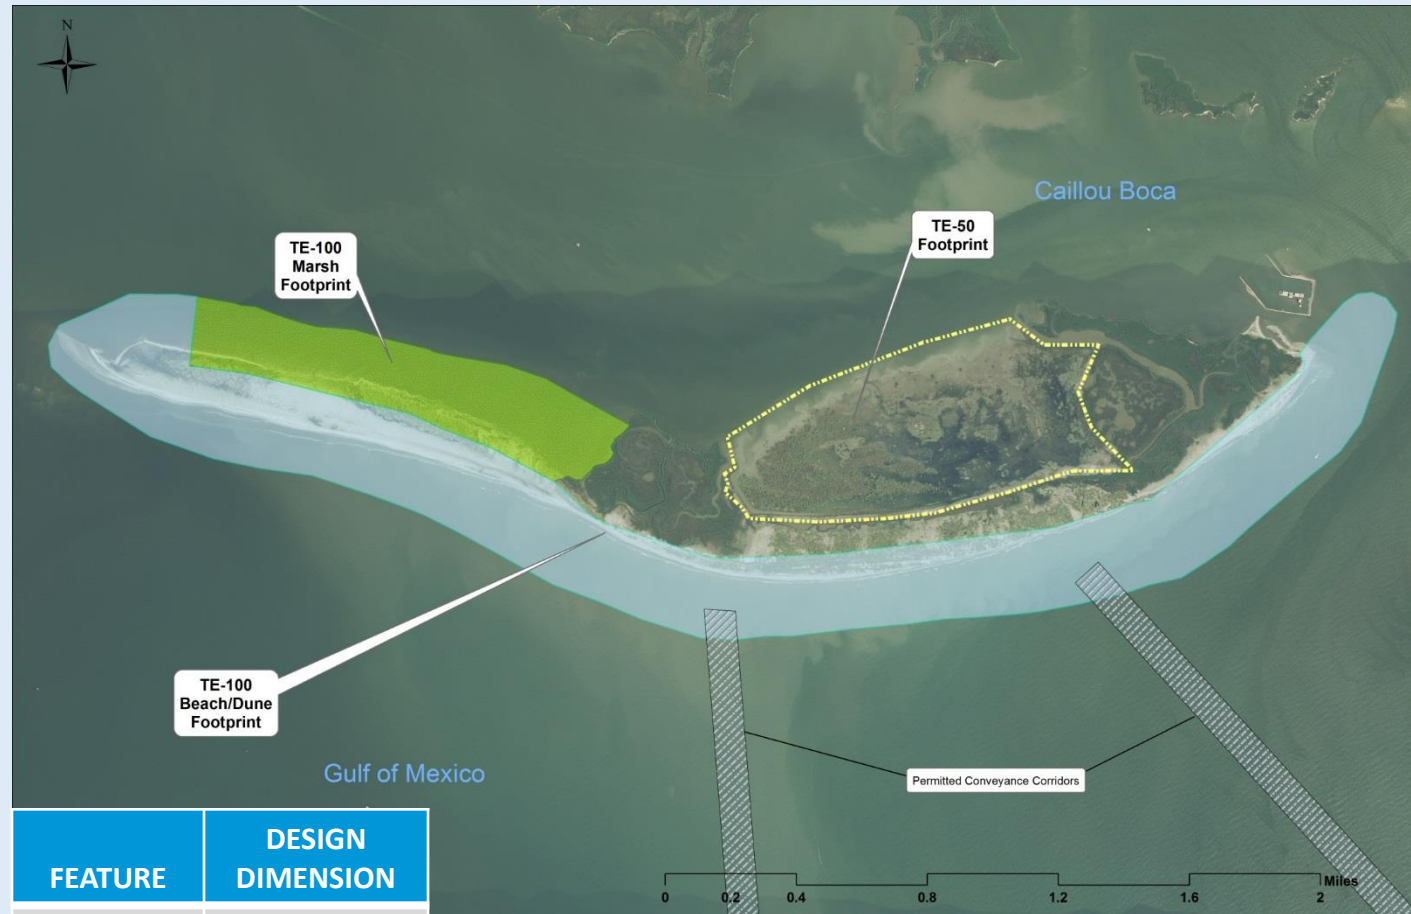 N
Caillou Boca
TE-50
Footprint
TE-100
Marsh
Footprint
TE-100
Beach/Dune
Footprint
Gulf of Mexico
Permitted Conveyance Corridors
FEATURE
DESIGN
DIMENSION
Miles
0 0.2 0.4 0.8 1.2 1.6 2